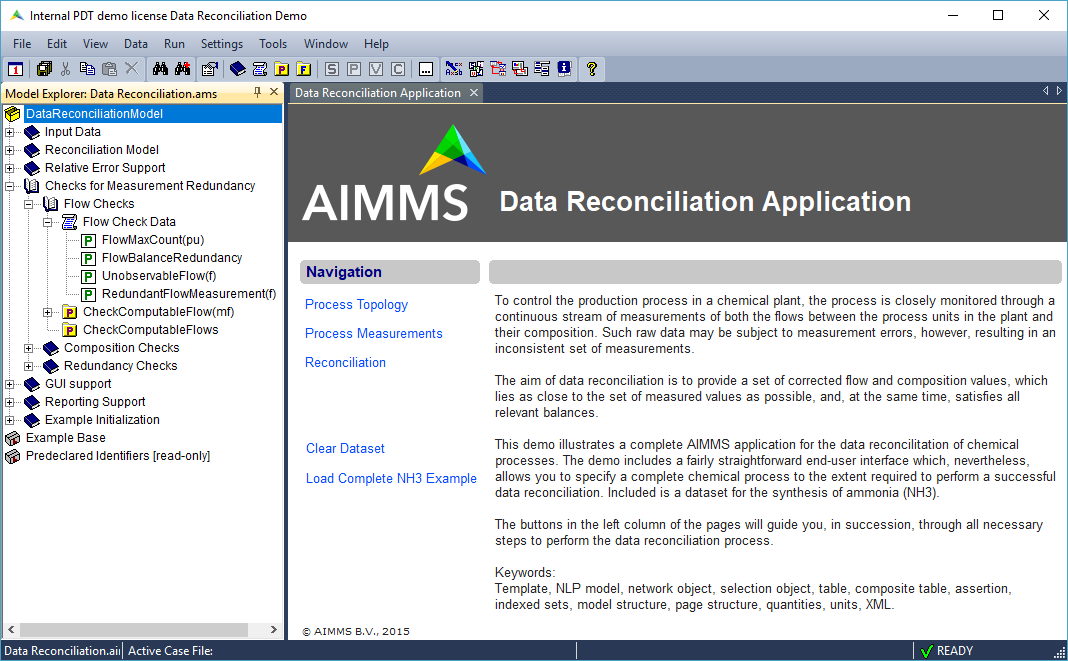 Internal PDT demo license Data Reconciliation Demo
File Edit View Data Run Settings Tools Window Help
1 P F S P V C ... ?
Model Explorer: Data Reconciliation.ams
DataReconciliationModel
Input Data
Reconciliation Model
Relative Error Support
Checks for Measurement Redundancy
Flow Checks
Flow Check Data
P FlowMaxCount(pu)
P FlowBalanceRedundancy
P UnobservableFlow(f)
P RedundantFlowMeasurement(f)
P CheckComputableFlow(mf)
P CheckComputableFlows
Composition Checks
Redundancy Checks
GUI support
Reporting Support
Example Initialization
Example Base
Predeclared Identifiers [read-only]
Data Reconciliation Application
AIMMS
Data Reconciliation Application
Navigation
Process Topology
Process Measurements
Reconciliation
Clear Dataset
Load Complete NH3 Example
To control the production process in a chemical plant, the process is closely monitored through a
continuous stream of measurements of both the flows between the process units in the plant and
their composition. Such raw data may be subject to measurement errors, however, resulting in an
inconsistent set of measurements.
The aim of data reconciliation is to provide a set of corrected flow and composition values, which
lies as close to the set of measured values as possible, and, at the same time, satisfies all
relevant balances.
This demo illustrates a complete AIMMS application for the data reconcilitation of chemical
processes. The demo includes a fairly straightforward end-user interface which, nevertheless,
allows you to specify a complete chemical process to the extent required to perform a successful
data reconciliation. Included is a dataset for the synthesis of ammonia (NH3).
The buttons in the left column of the pages will guide you, in succession, through all necessary
steps to perform the data reconciliation process.
Keywords:
Template, NLP model, network object, selection object, table, composite table, assertion,
indexed sets, model structure, page structure, quantities, units, XML.
© AIMMS B.V., 2015
Data Reconciliation.ai
Active Case File:
READY